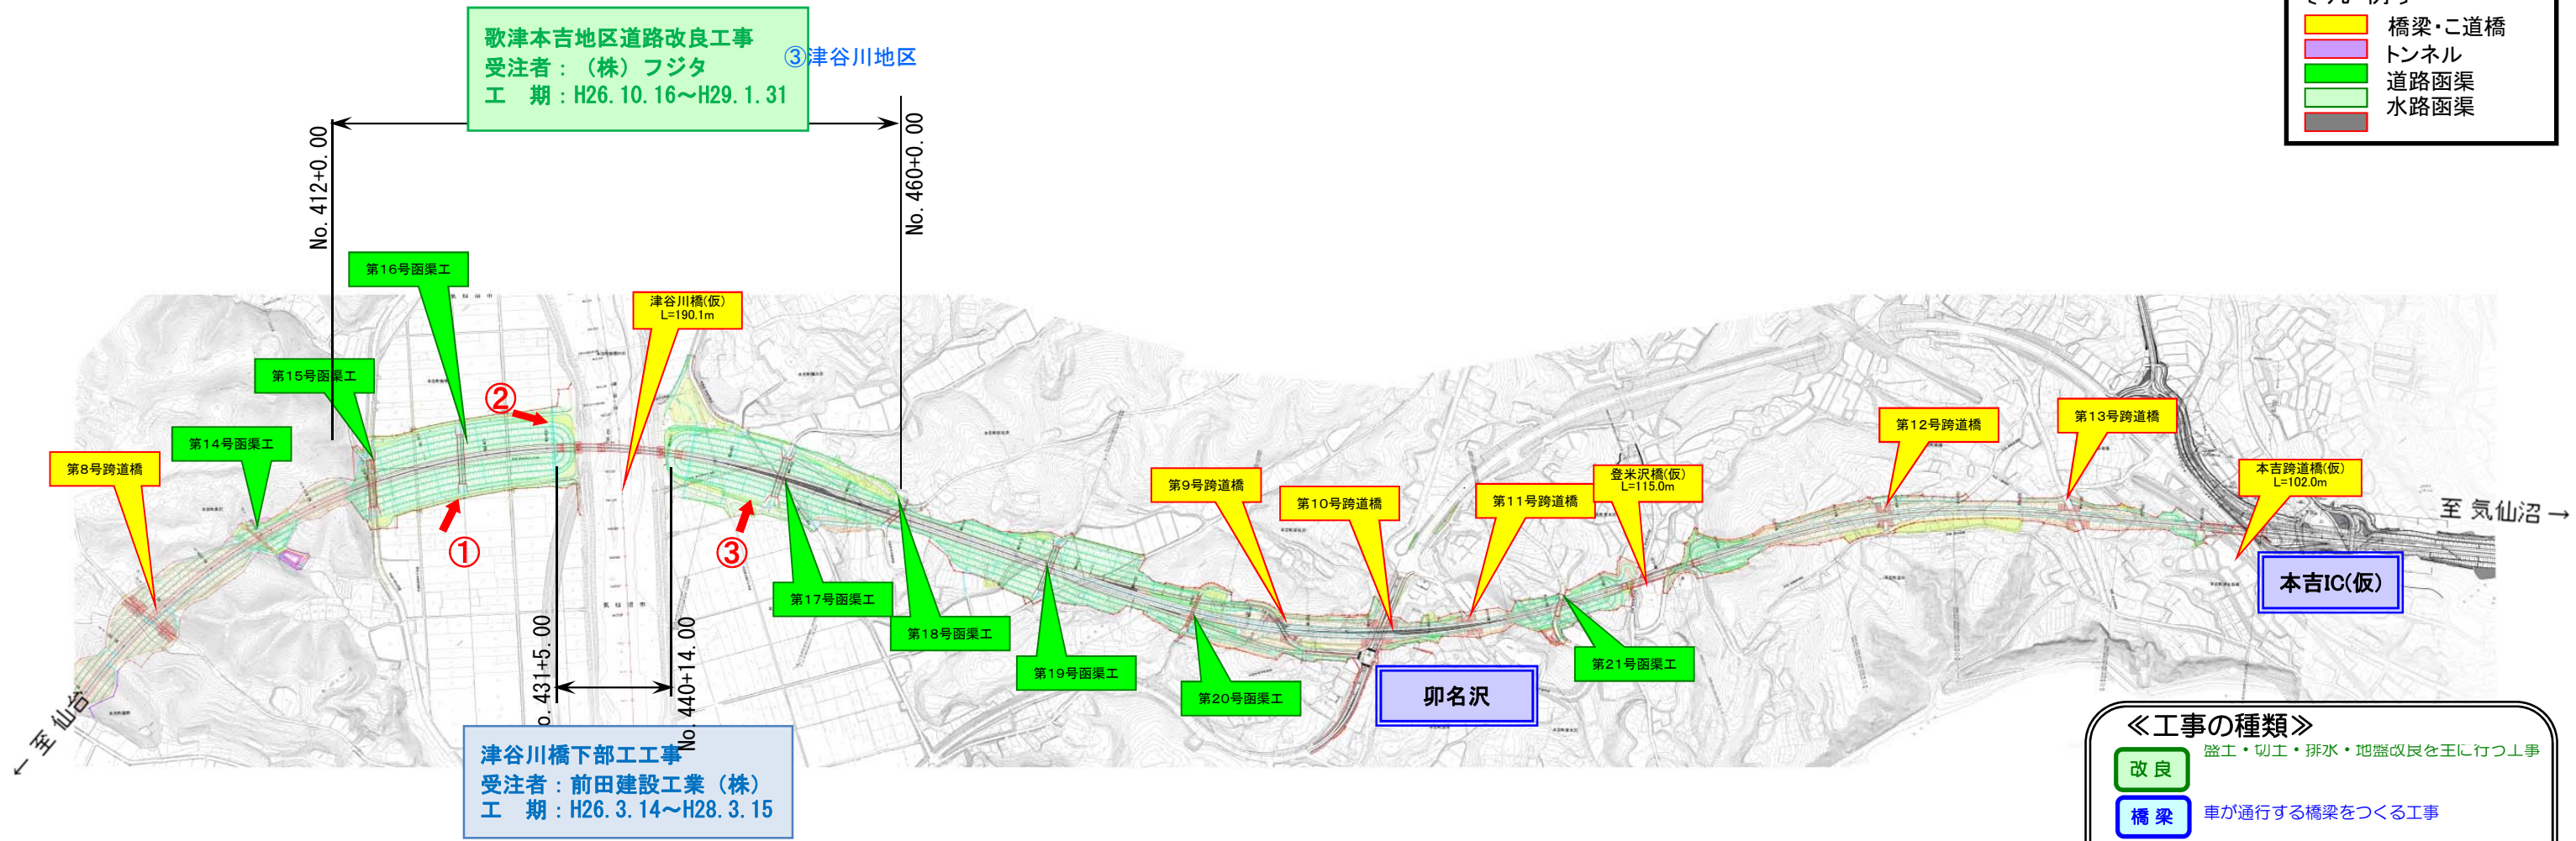 歌津本吉地区道路改良工事
受注者：（株）フジタ
工　期：H26.10.16～H29.1.31
③津谷川地区
橋梁・こ道橋
トンネル
道路函渠
水路函渠
No.412+0.00
No.460+0.00
第16号函渠工
津谷川橋(仮)
L=190.1m
第15号函渠工
②
第14号函渠工
第8号跨道橋
①
③
第17号函渠工
第18号函渠工
第19号函渠工
第20号函渠工
第9号跨道橋
第10号跨道橋
第11号跨道橋
登米沢橋(仮)
L=115.0m
第21号函渠工
第12号跨道橋
第13号跨道橋
本吉跨道橋(仮)
L=102.0m
至 気仙沼→
本吉IC(仮)
卯名沢
←至 仙台
気仙沼市
o.431+5.00
No.440+14.00
津谷川橋下部工工事
受注者：前田建設工業（株）
工　期：H26.3.14～H28.3.15
≪工事の種類≫
改良
盛土・切土・排水・地盤改良を主に行う工事
橋梁
車が通行する橋梁をつくる工事